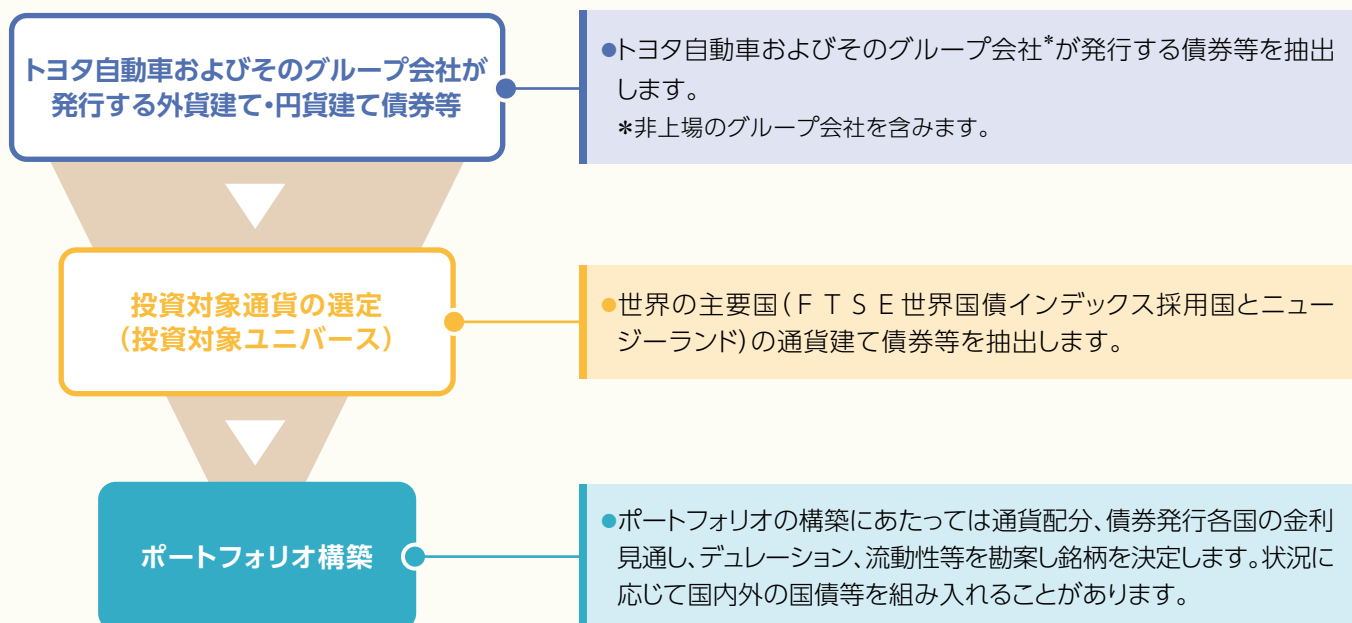 トヨタ自動車およびそのグループ会社が
発行する外貨建て・円貨建て債券等
●トヨタ自動車およびそのグループ会社*が発行する債券等を抽出
します。
*非上場のグループ会社を含みます。
投資対象通貨の選定
（投資対象ユニバース）
●世界の主要国（ＦＴＳＥ世界国債インデックス採用国とニュー
ジーランド）の通貨建て債券等を抽出します。
ポートフォリオ構築
●ポートフォリオの構築にあたっては通貨配分、債券発行各国の金利
見通し、デュレーション、流動性等を勘案し銘柄を決定します。状況に
応じて国内外の国債等を組み入れることがあります。